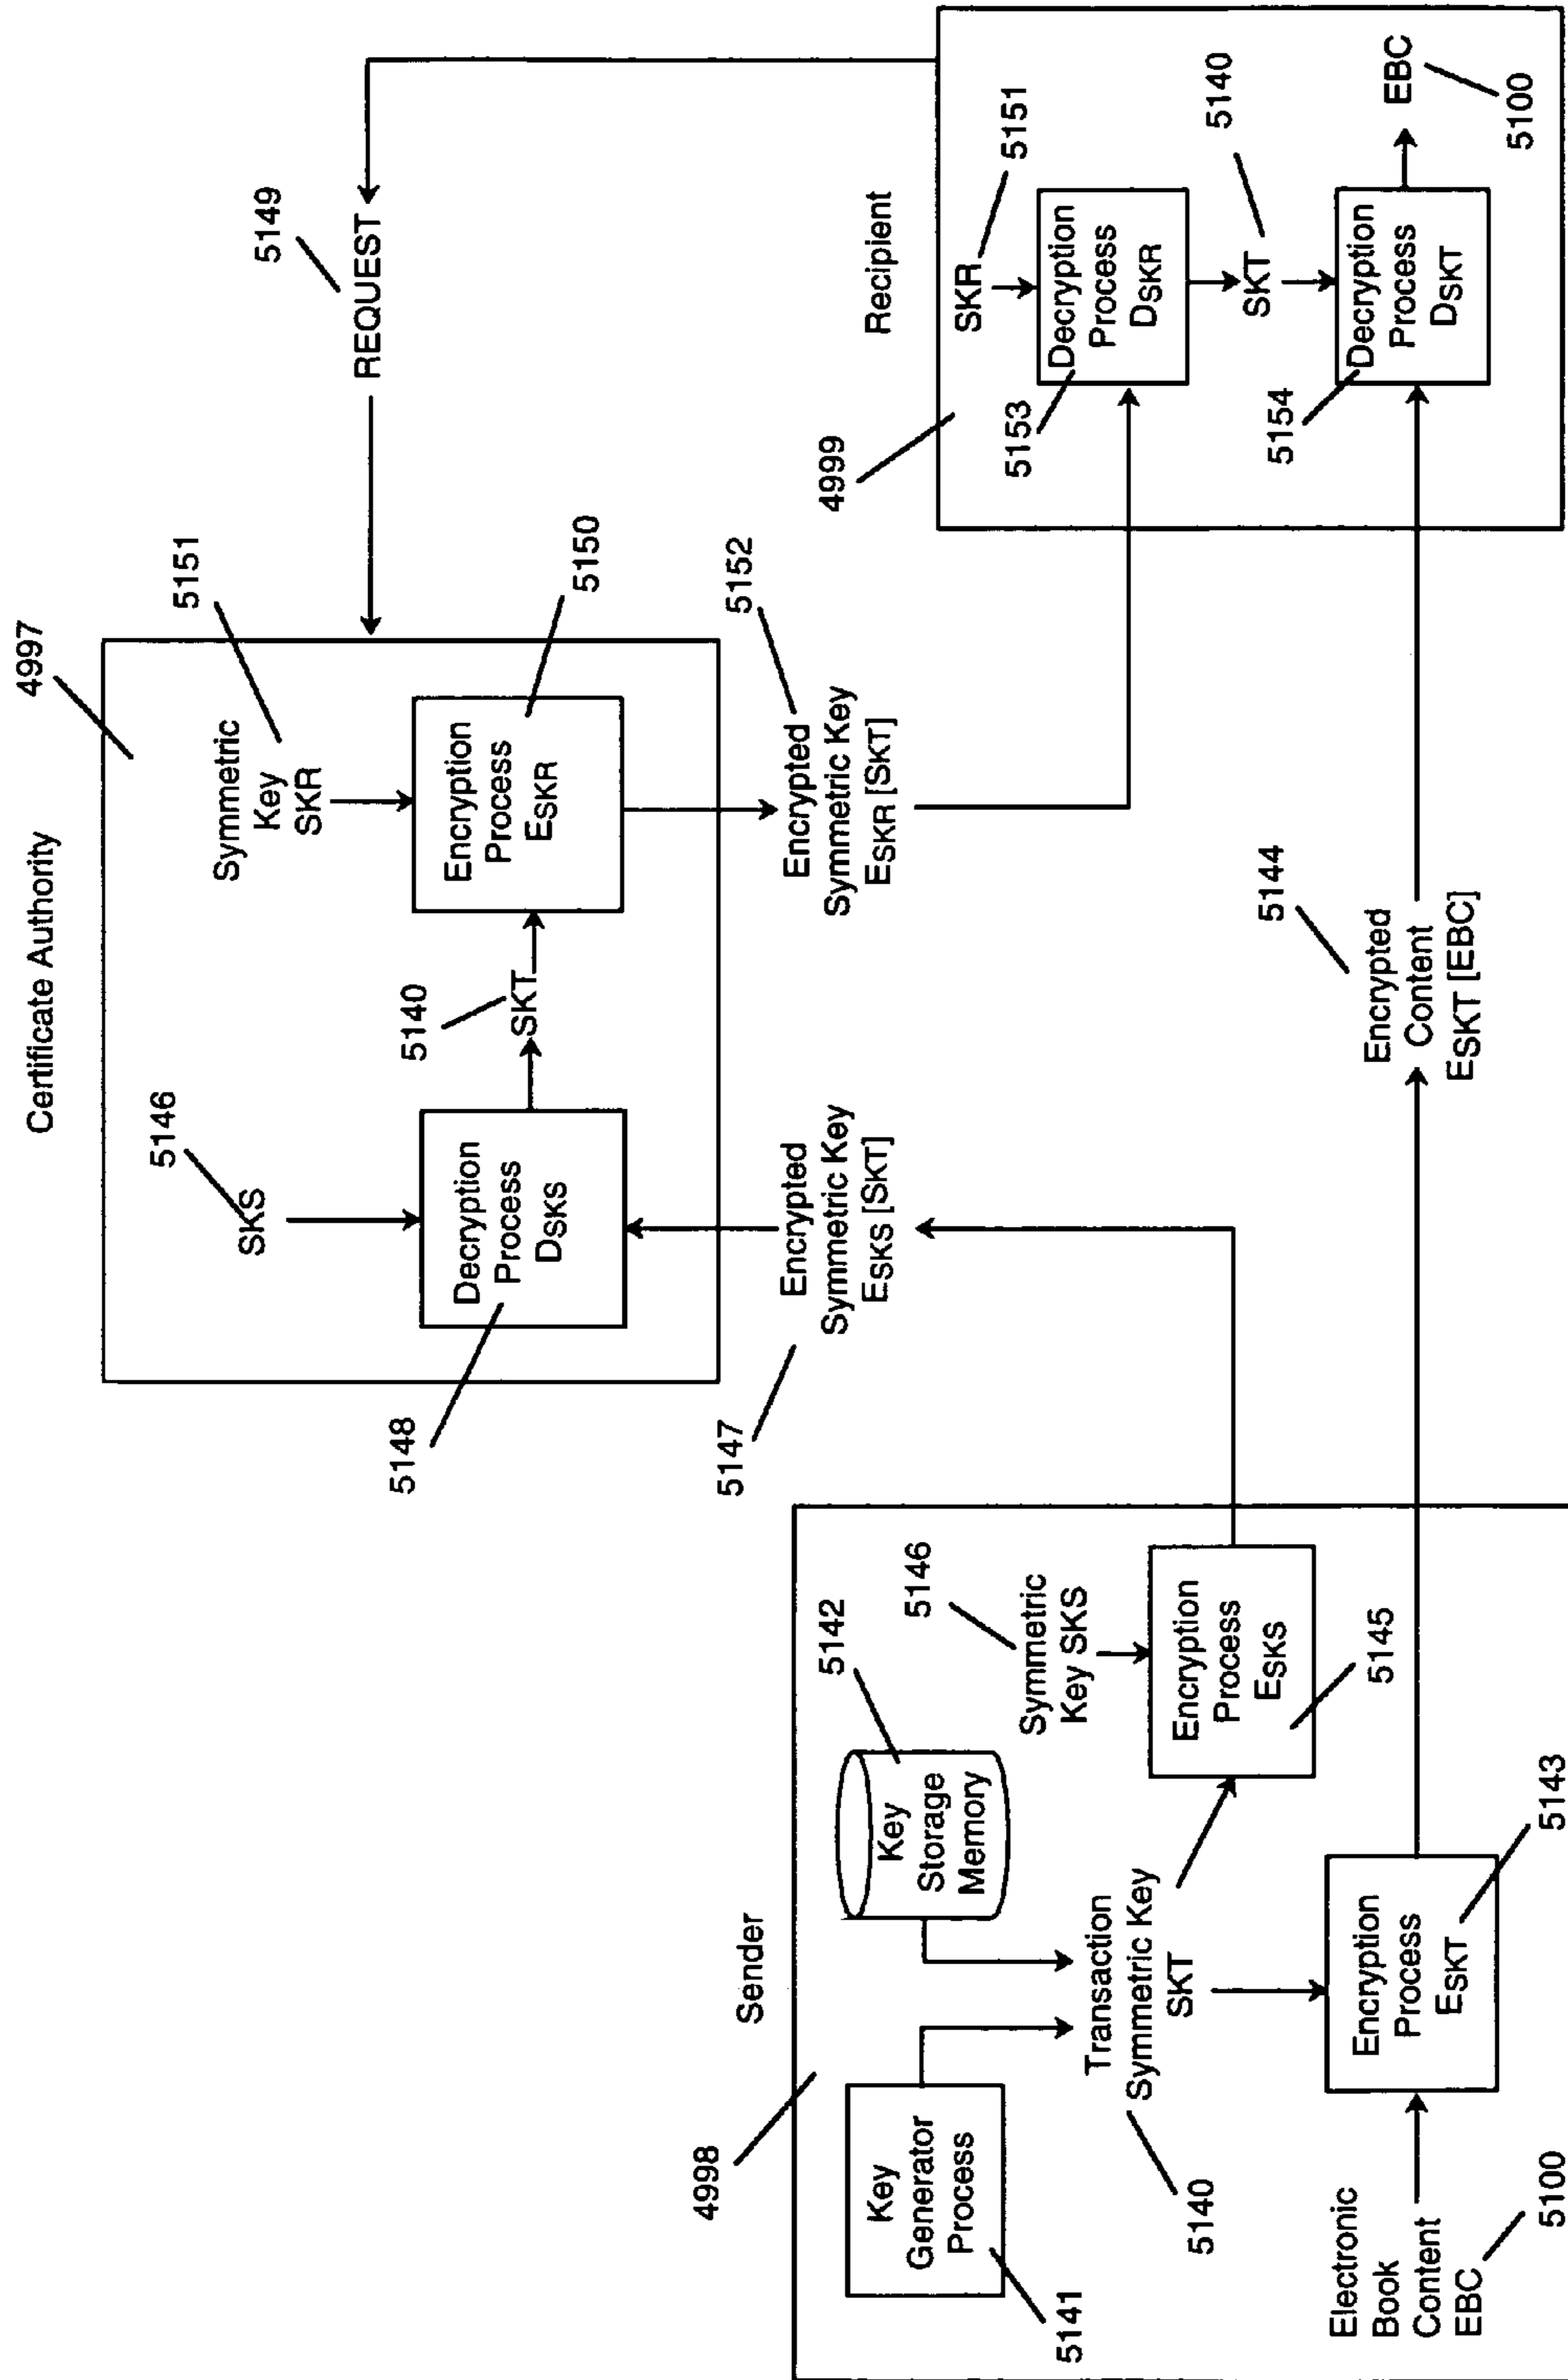 Certificate Authority
4997
5146
SKS
Decryption
Process
DSKS
5148
5140
SKT
Symmetric
Key
SKR
5151
Encryption
Process
ESKR
5150
5149
REQUEST
5147
Encrypted
Symmetric Key
ESKS [SKT]
Encrypted
Symmetric Key
ESKR [SKT]
5152
Sender
4998
Key
Generator
Process
5141
Key
Storage
Memory
5142
Transaction
Symmetric Key
SKT
5140
Symmetric
Key SKS
5146
Encryption
Process
ESKS
5145
Electronic
Book
Content
EBC
5100
Encryption
Process
ESKT
5143
Encrypted
Content
ESKT [EBC]
5144
Recipient
4999
SKR
5151
Decryption
Process
DSKR
5153
SKT
5140
Decryption
Process
DSKT
5154
EBC
5100